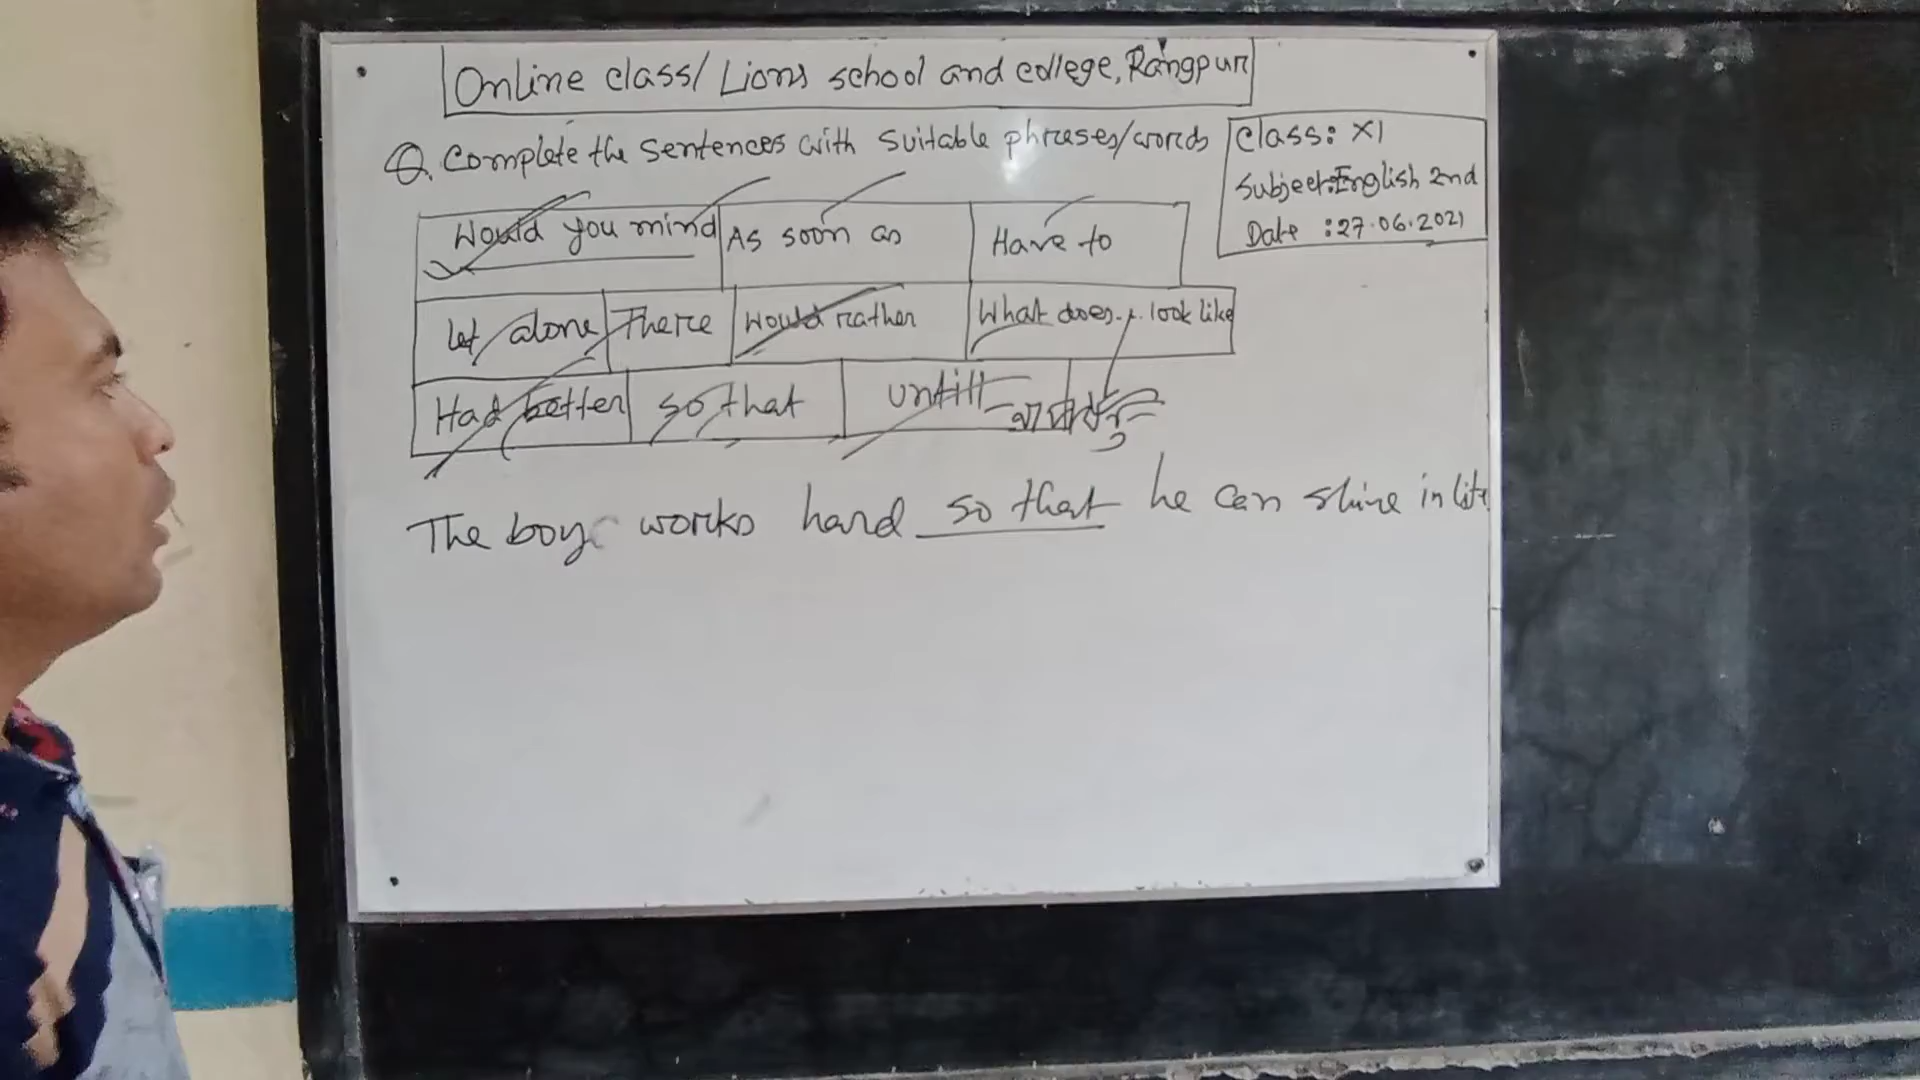 Online class/ Lions school and college, Rangpur
Q. Complete the sentences with suitable phrases/words
Class: XI
Subject: English 2nd
Date : 27.06.2021
Would you mind As soon as Have to
let alone There Would rather What does... look like
Had better so that untill
The boy works hard so that he can shine in life